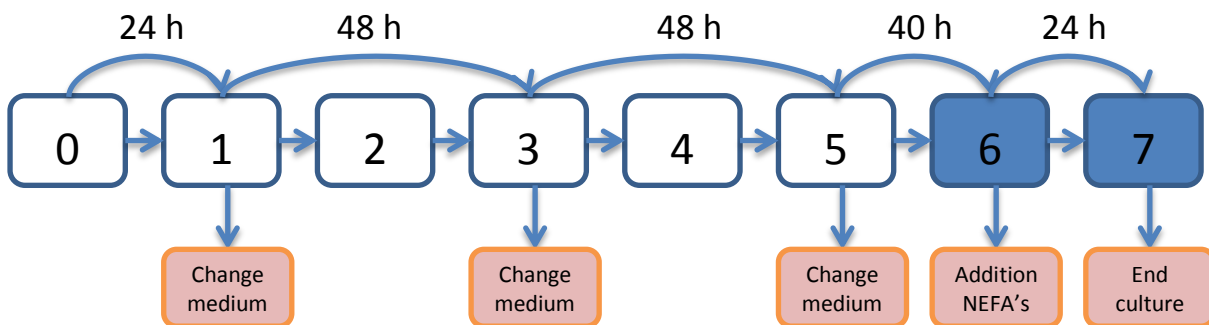 24 h 48 h 48 h 40 h 24 h
0 1 2 3 4 5 6 7
Change
medium
Change
medium
Change
medium
Addition
NEFA's
End
culture